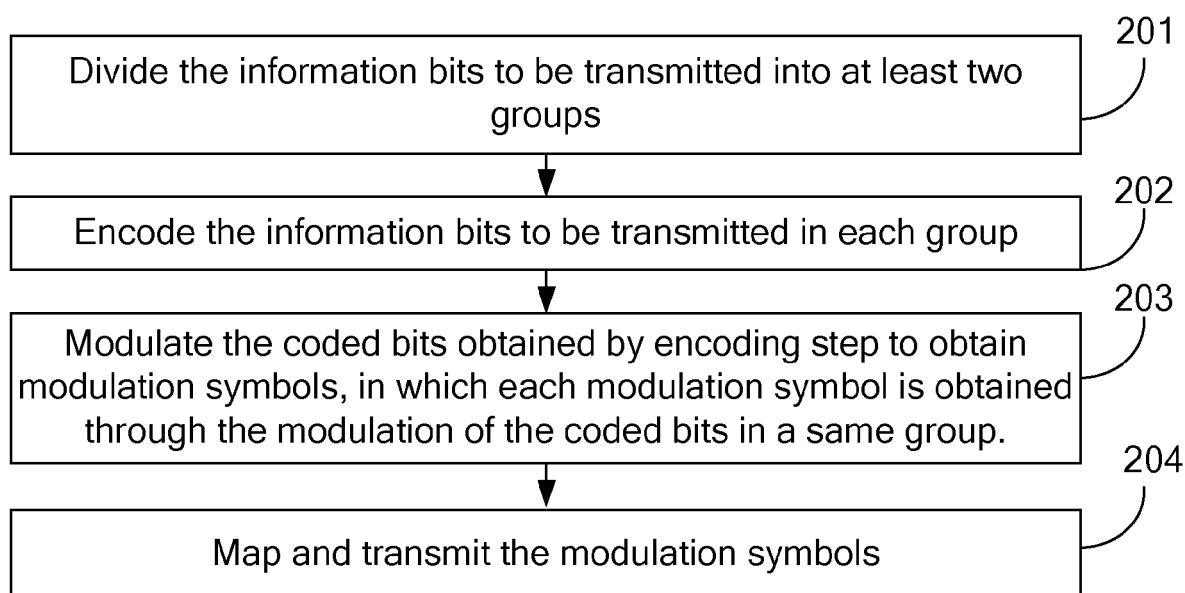 201
Divide the information bits to be transmitted into at least two
groups
202
Encode the information bits to be transmitted in each group
203
Modulate the coded bits obtained by encoding step to obtain
modulation symbols, in which each modulation symbol is obtained
through the modulation of the coded bits in a same group.
204
Map and transmit the modulation symbols